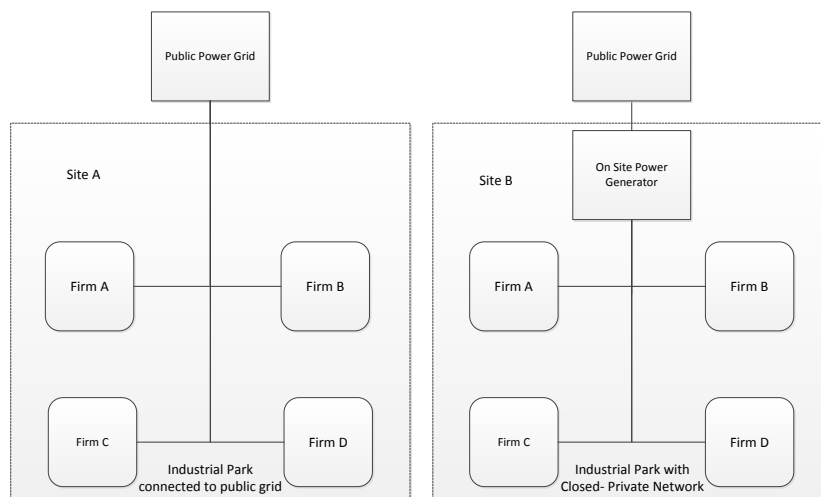 Public Power Grid
Site A
Firm A
Firm B
Firm C
Firm D
Industrial Park
connected to public grid
Public Power Grid
On Site Power
Generator
Site B
Firm A
Firm B
Firm C
Firm D
Industrial Park with
Closed- Private Network